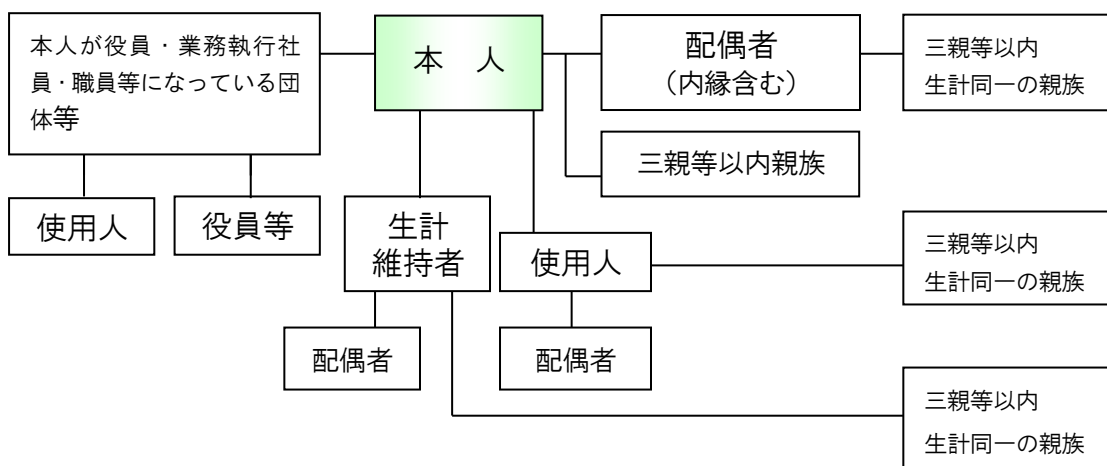 本人が役員・業務執行社
員・職員等になっている団
体等
本　人
配偶者
（内縁含む）
三親等以内
生計同一の親族
三親等以内親族
使用人
役員等
生計
維持者
使用人
三親等以内
生計同一の親族
配偶者
配偶者
三親等以内
生計同一の親族